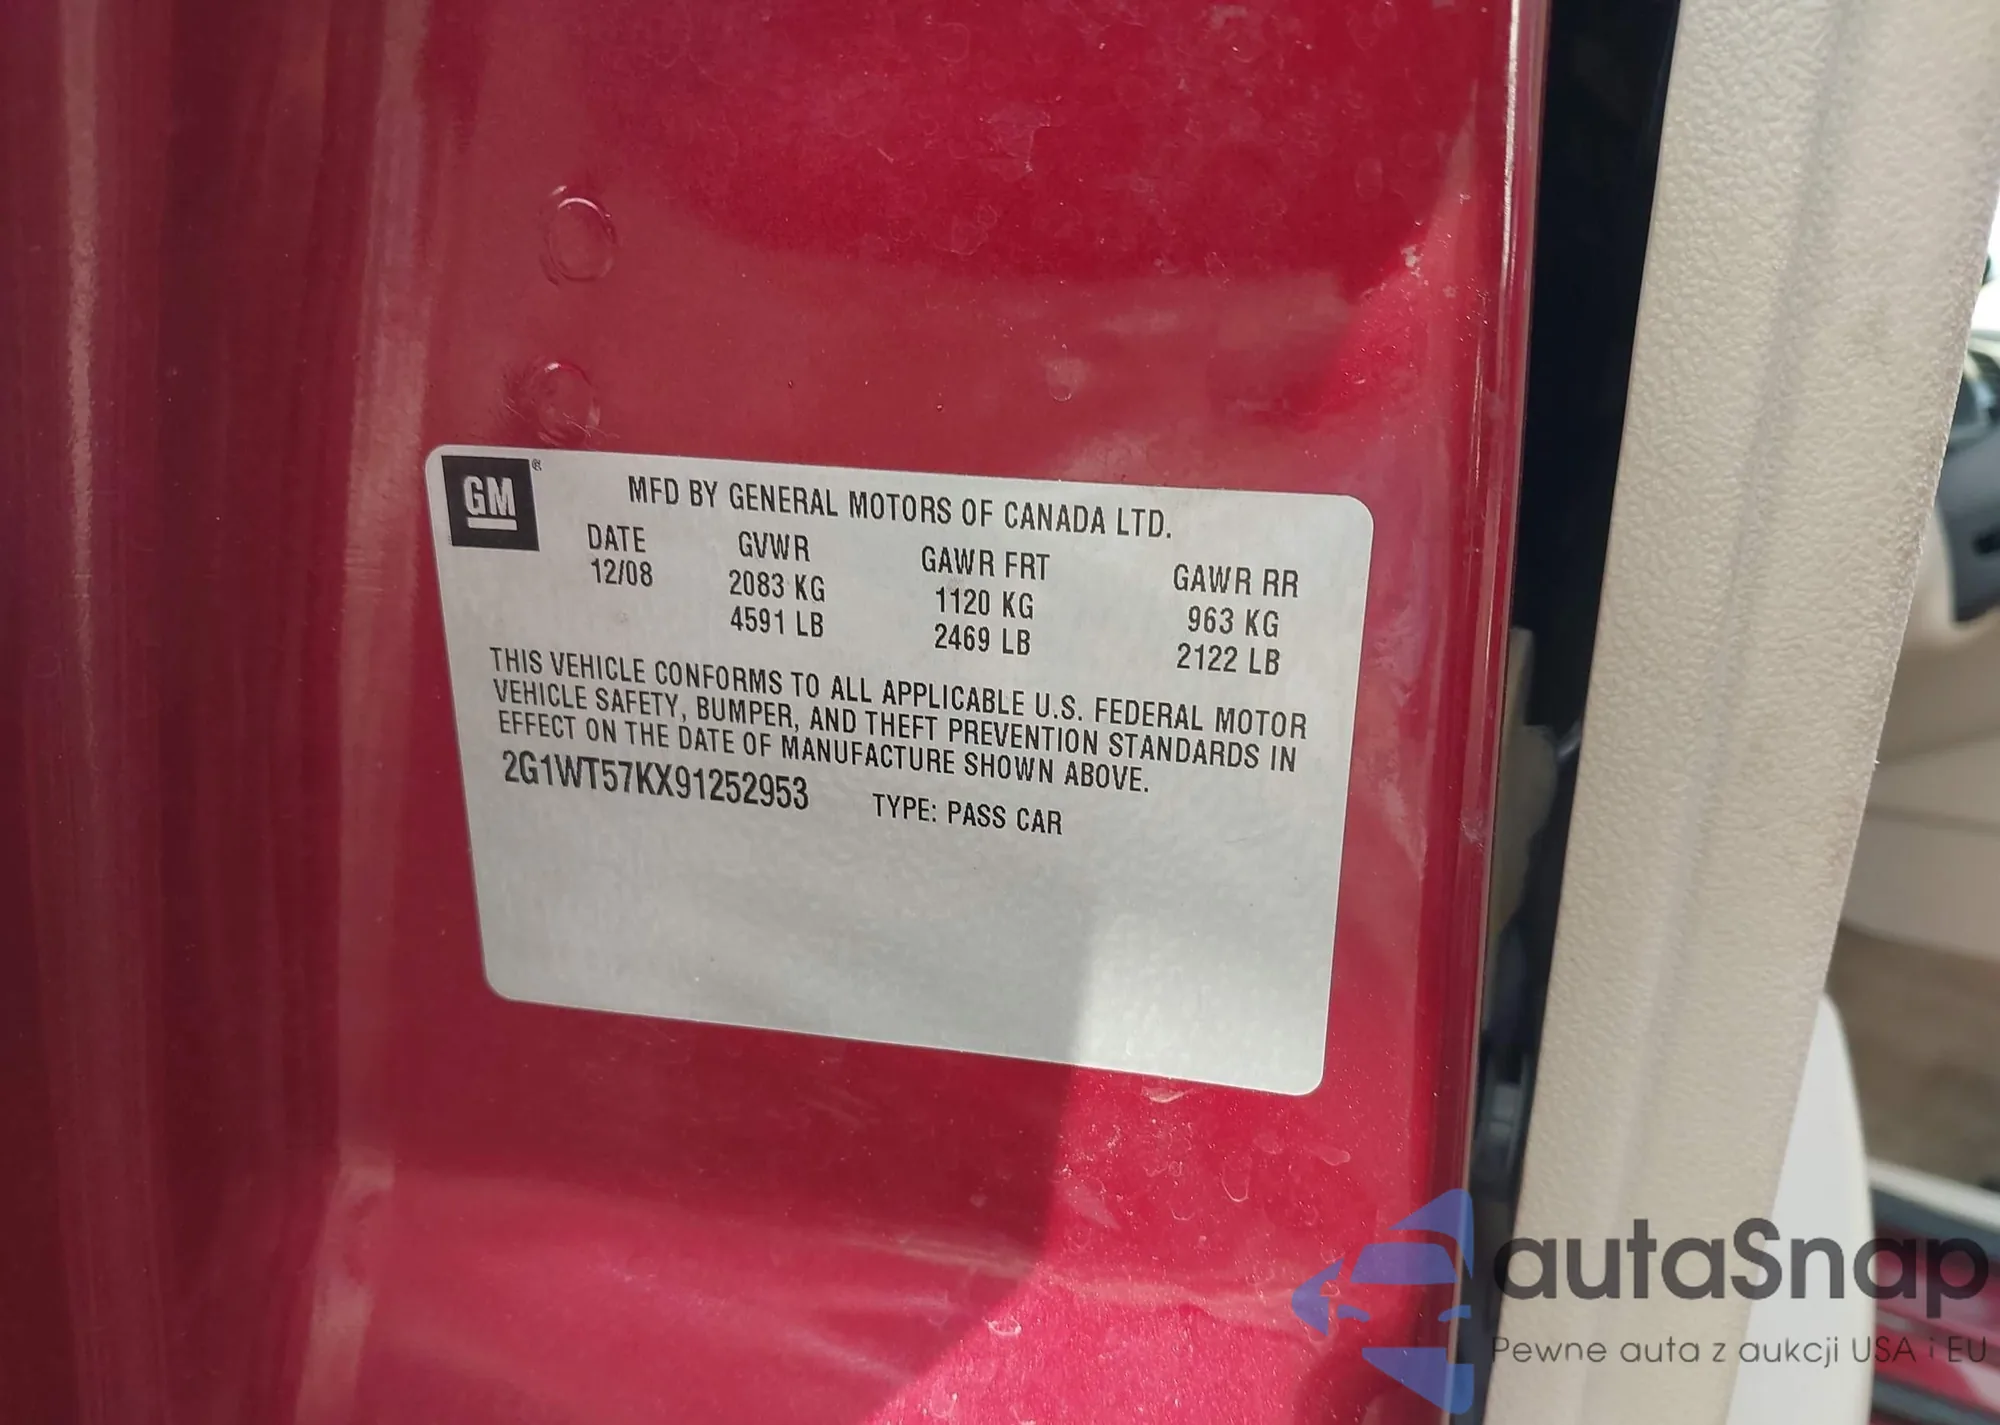 GM
MFD BY GENERAL MOTORS OF CANADA LTD.
DATE GVWR GAWR FRT GAWR RR
12/08 2083 KG 1120 KG 963 KG
4591 LB 2469 LB 2122 LB
THIS VEHICLE CONFORMS TO ALL APPLICABLE U.S. FEDERAL MOTOR
VEHICLE SAFETY, BUMPER, AND THEFT PREVENTION STANDARDS IN
EFFECT ON THE DATE OF MANUFACTURE SHOWN ABOVE.
2G1WT57KX91252953 TYPE: PASS CAR
autaSnap
Pewne auta z aukcji USA i EU